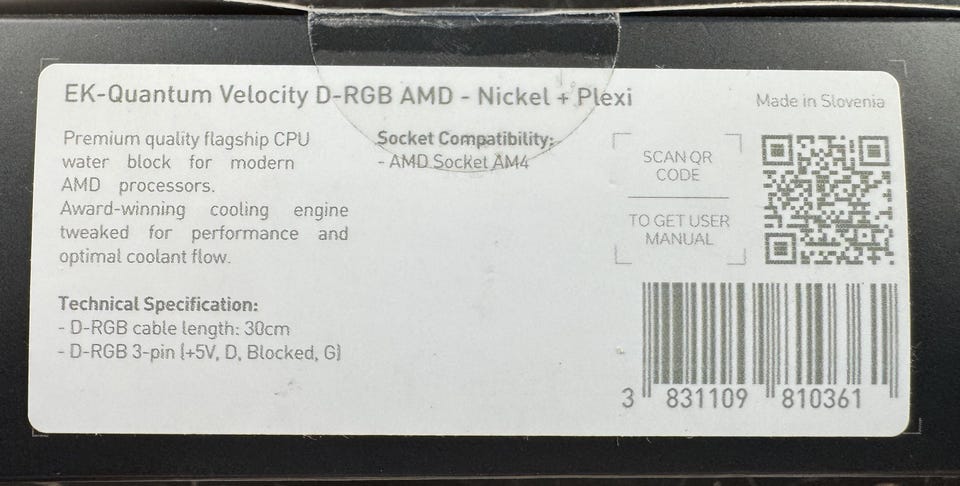 EK-Quantum Velocity D-RGB AMD - Nickel + Plexi
Made in Slovenia
Premium quality flagship CPU
water block for modern
AMD processors.
Award-winning cooling engine
tweaked for performance and
optimal coolant flow.
Socket Compatibility:
- AMD Socket AM4
SCAN QR
CODE
TO GET USER
MANUAL
Technical Specification:
- D-RGB cable length: 30cm
- D-RGB 3-pin (+5V, D, Blocked, G)
3 831109 810361